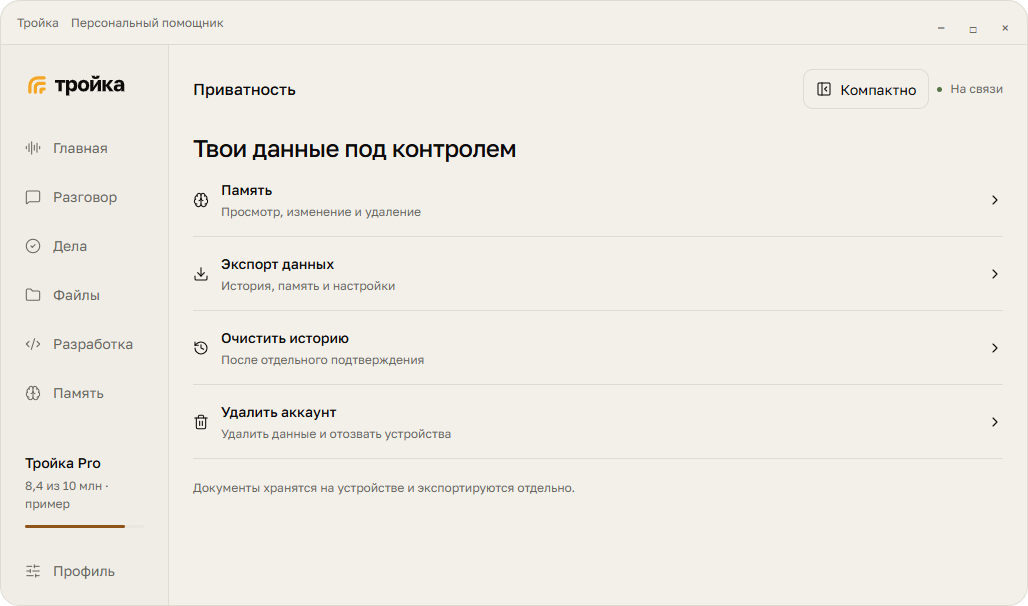 Тройка Персональный помощник
тройка
Главная
Разговор
Дела
Файлы
Разработка
Память
Тройка Pro
8,4 из 10 млн ·
пример
Профиль
Приватность
Компактно
На связи
Твои данные под контролем
Память
Просмотр, изменение и удаление
Экспорт данных
История, память и настройки
Очистить историю
После отдельного подтверждения
Удалить аккаунт
Удалить данные и отозвать устройства
Документы хранятся на устройстве и экспортируются отдельно.